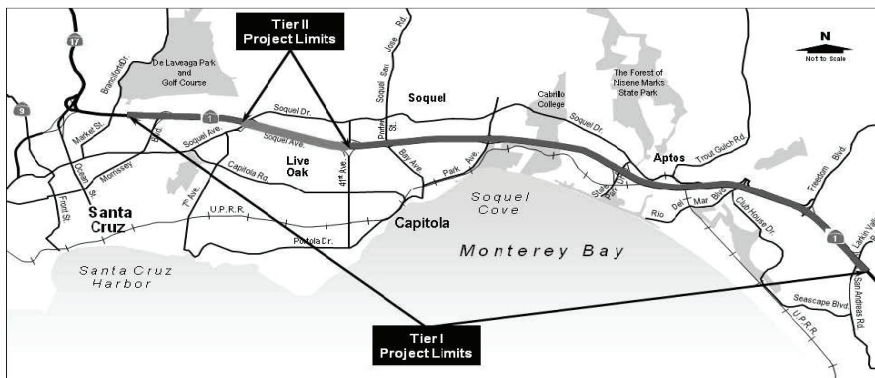 Tier II
Project Limits
17
Branciforte Dr.
De Laveaga Park
and
Golf Course
San Jose
Rd.
Soquel
N
Not to Scale
Soquel
Cabrillo
College
The Forest of
Nisene Marks
State Park
9
1
Soquel Dr.
Soquel Dr.
Market St.
Soquel Ave.
Blvd.
Soquel Ave.
Porter
St.
Trout Gulch Rd.
Freedom Blvd.
Morrissey
Live
Oak
Bay Ave.
Park Ave.
Aptos
Ocean St.
Capitola Rd.
41st Ave.
7th Ave.
State
Park Dr.
Front St.
Santa
Cruz
U.P.R.R.
Capitola
Soquel
Cove
Rio Del Mar Blvd.
Club House Dr.
1
Portola Dr.
Monterey Bay
Santa Cruz
Harbor
Seascape Blvd.
San Andreas Rd.
U.P.R.R.
Tier I
Project Limits